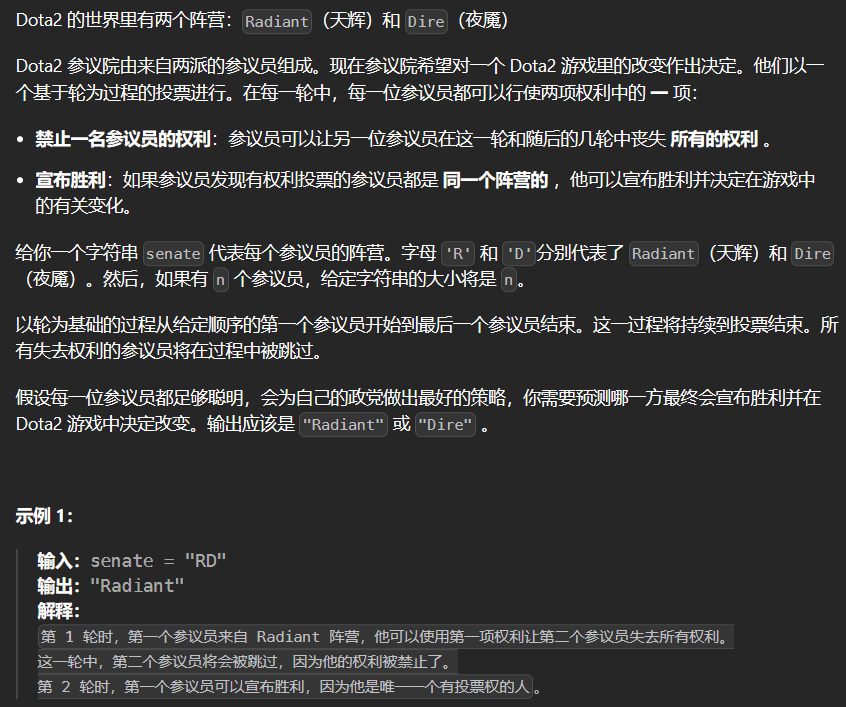 Dota2 的世界里有两个阵营：Radiant（天辉）和 Dire（夜魇）
Dota2 参议院由来自两派的参议员组成。现在参议院希望对一个 Dota2 游戏里的改变作出决定。他们以一
个基于轮为过程的投票进行。在每一轮中，每一位参议员都可以行使两项权利中的 一 项：
• 禁止一名参议员的权利：参议员可以让另一位参议员在这一轮和随后的几轮中丧失 所有的权利 。
• 宣布胜利：如果参议员发现有权利投票的参议员都是 同一个阵营的 ，他可以宣布胜利并决定在游戏中
的有关变化。
给你一个字符串 senate 代表每个参议员的阵营。字母 'R' 和 'D'分别代表了 Radiant（天辉）和 Dire
（夜魇）。然后，如果有 n 个参议员，给定字符串的大小将是 n。
以轮为基础的过程从给定顺序的第一个参议员开始到最后一个参议员结束。这一过程将持续到投票结束。所
有失去权利的参议员将在过程中被跳过。
假设每一位参议员都足够聪明，会为自己的政党做出最好的策略，你需要预测哪一方最终会宣布胜利并在
Dota2 游戏中决定改变。输出应该是 "Radiant" 或 "Dire" 。
示例 1：
输入：senate = "RD"
输出："Radiant"
解释：
第 1 轮时，第一个参议员来自 Radiant 阵营，他可以使用第一项权利让第二个参议员失去所有权利。
这一轮中，第二个参议员将会被跳过，因为他的权利被禁止了。
第 2 轮时，第一个参议员可以宣布胜利，因为他是唯一一个有投票权的人。